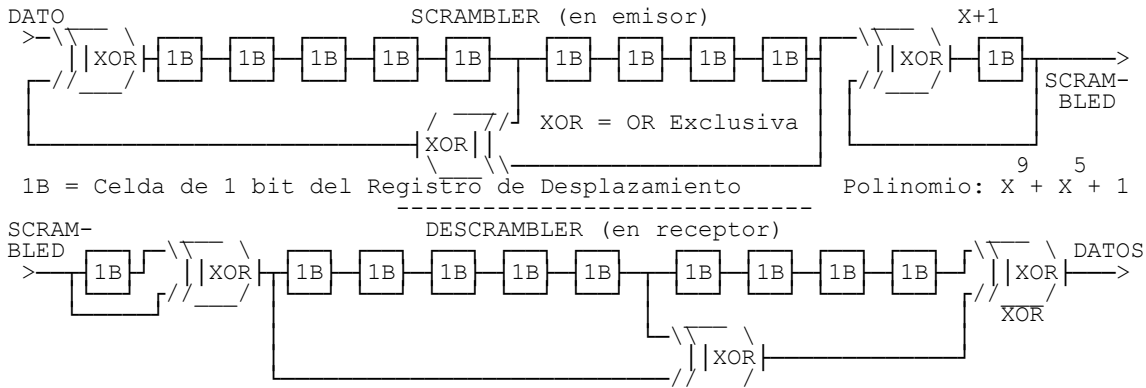 DATO SCRAMBLER (en emisor) X+1
> XOR 1B 1B 1B 1B 1B 1B 1B 1B 1B XOR 1B >
SCRAM-
BLED
XOR XOR = OR Exclusiva
9 5
1B = Celda de 1 bit del Registro de Desplazamiento Polinomio: X + X + 1
----------------------------
SCRAM- DESCRAMBLER (en receptor)
BLED DATOS
> 1B XOR 1B 1B 1B 1B 1B 1B 1B 1B 1B XOR >
XOR
XOR